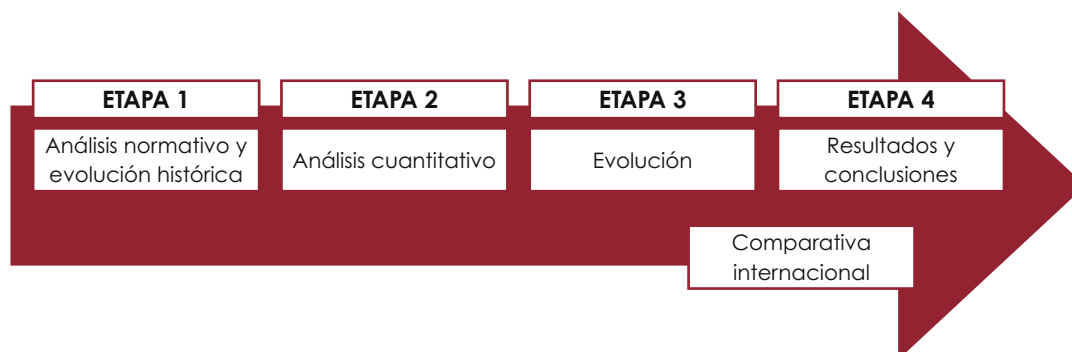 ETAPA 1
Análisis normativo y
evolución histórica
ETAPA 2
Análisis cuantitativo
ETAPA 3
Evolución
ETAPA 4
Resultados y
conclusiones
Comparativa
internacional